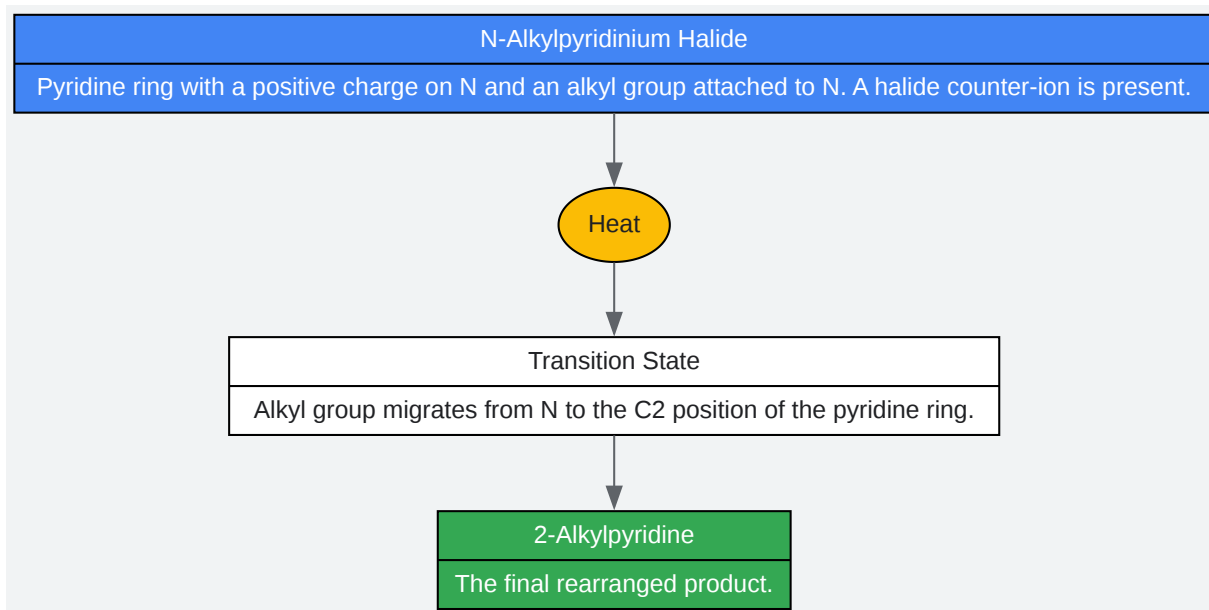 N-Alkylpyridinium Halide
Pyridine ring with a positive charge on N and an alkyl group attached to N. A halide counter-ion is present.
Heat
Transition State
Alkyl group migrates from N to the C2 position of the pyridine ring.
2-Alkylpyridine
The final rearranged product.